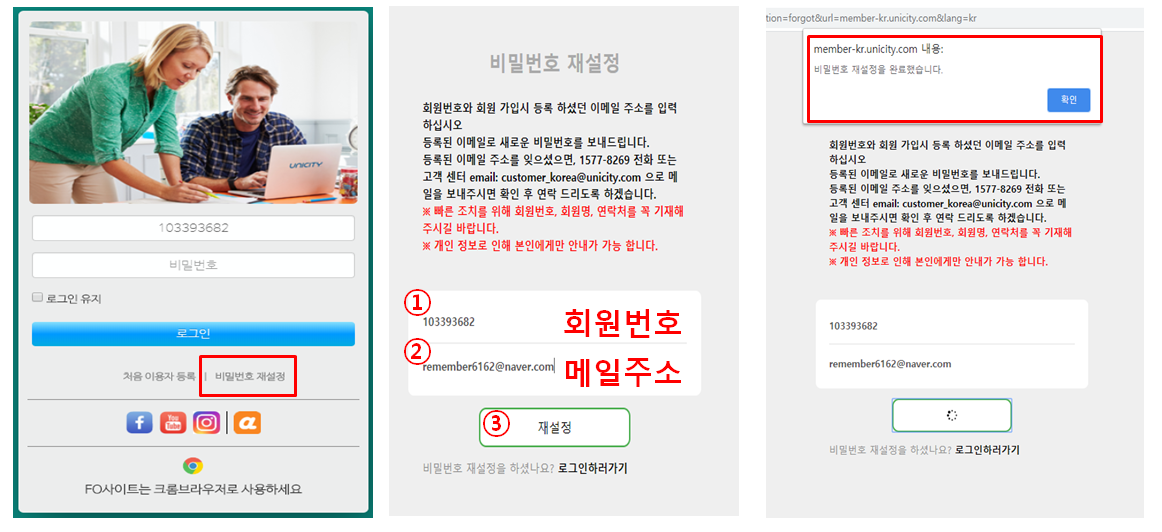 UNICITY
103393682
비밀번호
로그인 유지
로그인
처음 이용자 등록 | 비밀번호 재설정
f You Tube a
FO사이트는 크롬브라우저로 사용하세요
비밀번호 재설정
회원번호와 회원 가입시 등록 하셨던 이메일 주소를 입력
하십시오
등록된 이메일로 새로운 비밀번호를 보내드립니다.
등록된 이메일 주소를 잊으셨으면, 1577-8269 전화 또는
고객 센터 email: customer_korea@unicity.com 으로 메
일을 보내주시면 확인 후 연락 드리도록 하겠습니다.
※ 빠른 조치를 위해 회원번호, 회원명, 연락처를 꼭 기재해
주시길 바랍니다.
※ 개인 정보로 인해 본인에게만 안내가 가능 합니다.
①
103393682 회원번호
②
remember6162@naver.com 메일주소
③ 재설정
비밀번호 재설정을 하셨나요? 로그인하러가기
tion=forgot&url=member-kr.unicity.com&lang=kr
member-kr.unicity.com 내용:
비밀번호 재설정을 완료했습니다.
확인
회원번호와 회원 가입시 등록 하셨던 이메일 주소를 입력
하십시오
등록된 이메일로 새로운 비밀번호를 보내드립니다.
등록된 이메일 주소를 잊으셨으면, 1577-8269 전화 또는
고객 센터 email: customer_korea@unicity.com 으로 메
일을 보내주시면 확인 후 연락 드리도록 하겠습니다.
※ 빠른 조치를 위해 회원번호, 회원명, 연락처를 꼭 기재해
주시길 바랍니다.
※ 개인 정보로 인해 본인에게만 안내가 가능 합니다.
103393682
remember6162@naver.com
비밀번호 재설정을 하셨나요? 로그인하러가기